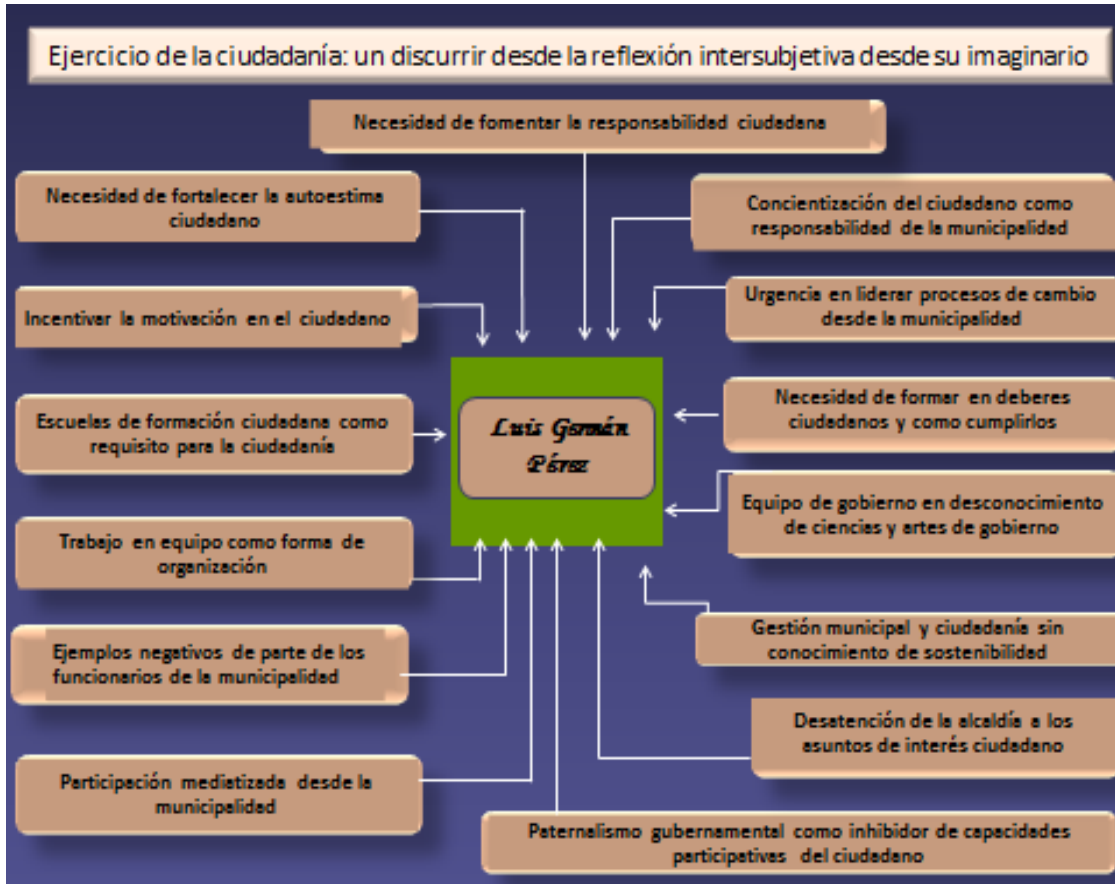 Ejercicio de la ciudadanía: un discurrir desde la reflexión intersubjetiva desde su imaginario
Necesidad de fomentar la responsabilidad ciudadana
Necesidad de fortalecer la autoestima
ciudadano
Concientización del ciudadano como
responsabilidad de la municipalidad
Incentivar la motivación en el ciudadano
Urgencia en liderar procesos de cambio
desde la municipalidad
Escuelas de formación ciudadana como
requisito para la ciudadanía
Luis Germán
Pérez
Necesidad de formar en deberes
ciudadanos y como cumplirlos
Equipo de gobierno en desconocimiento
de ciencias y artes de gobierno
Trabajo en equipo como forma de
organización
Gestión municipal y ciudadanía sin
conocimiento de sostenibilidad
Ejemplos negativos de parte de los
funcionarios de la municipalidad
Desatención de la alcaldía a los
asuntos de interés ciudadano
Participación mediatizada desde la
municipalidad
Paternalismo gubernamental como inhibidor de capacidades
participativas del ciudadano